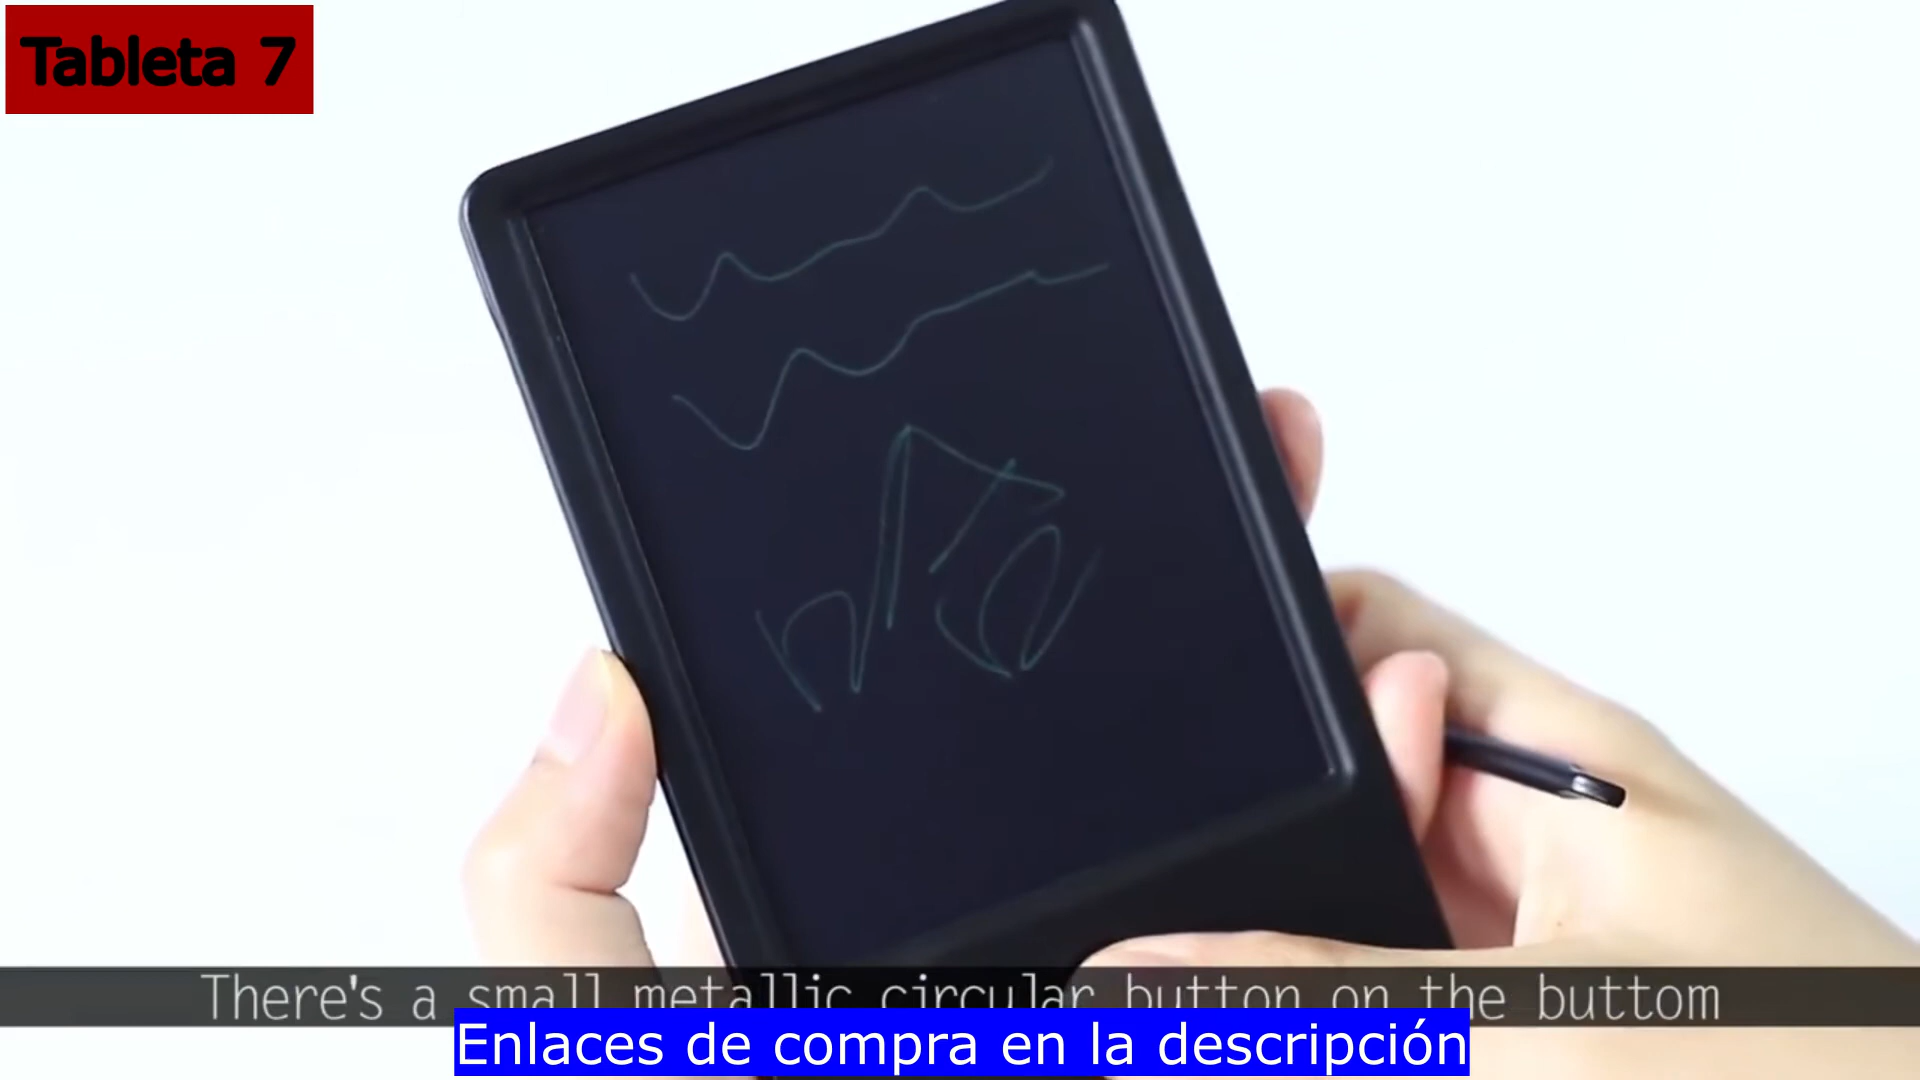 Tableta 7
There's a small metallic circular button on the buttom
Enlaces de compra en la descripción